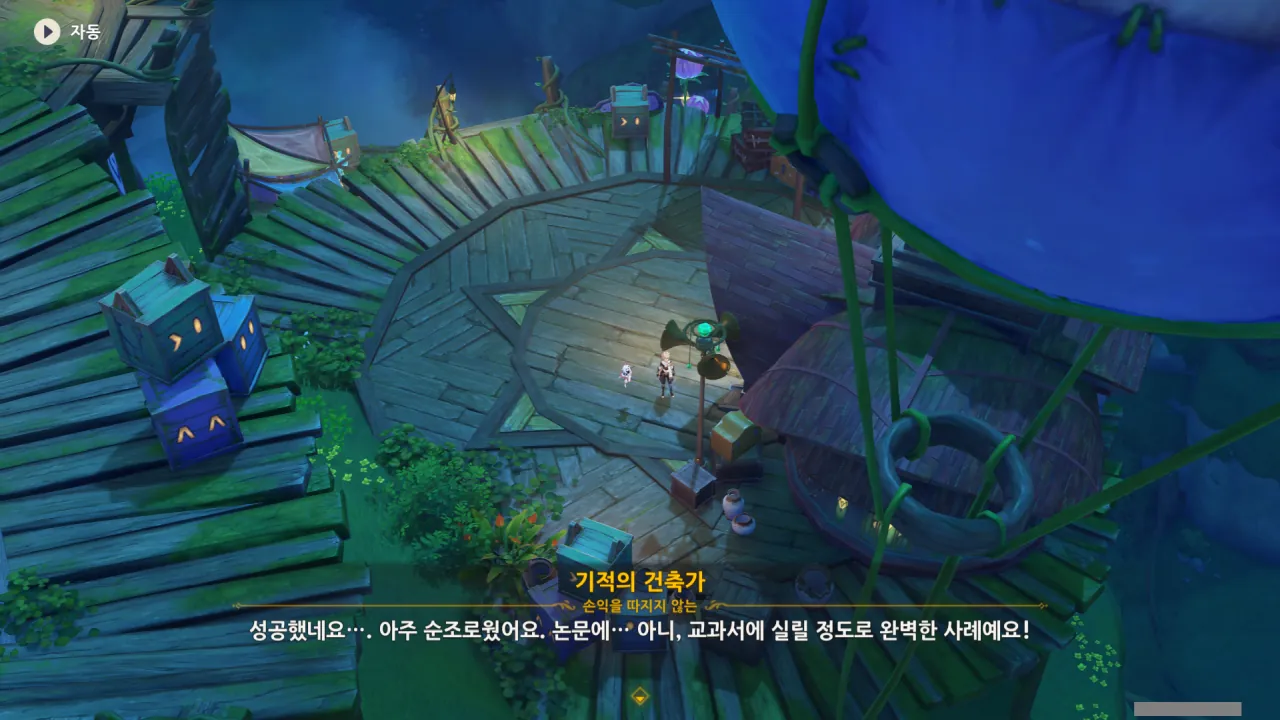 자동
기적의 건축가
손익을 따지지 않는
성공했네요…. 아주 순조로웠어요. 논문에… 아니, 교과서에 실릴 정도로 완벽한 사례예요!